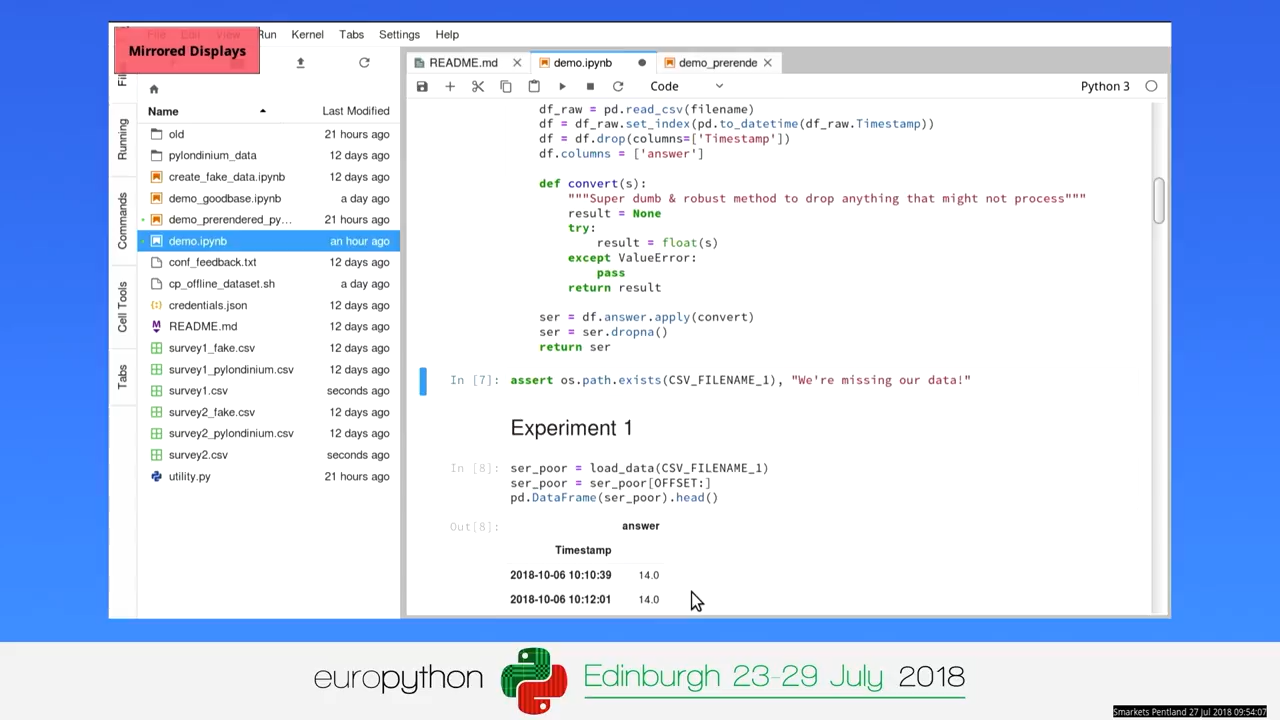 File Edit View Run Kernel Tabs Settings Help
Mirrored Displays
README.md
demo.ipynb
demo_prerende
Code
Python 3
Files
Running
Commands
Cell Tools
Tabs
Name Last Modified
old 21 hours ago
pylondinium_data 12 days ago
create_fake_data.ipynb 12 days ago
demo_goodbase.ipynb a day ago
demo_prerendered_py... 21 hours ago
demo.ipynb an hour ago
conf_feedback.txt 12 days ago
cp_offline_dataset.sh a day ago
credentials.json 12 days ago
README.md 12 days ago
survey1_fake.csv 12 days ago
survey1_pylondinium.csv 12 days ago
survey1.csv seconds ago
survey2_fake.csv 12 days ago
survey2_pylondinium.csv 12 days ago
survey2.csv seconds ago
utility.py 21 hours ago
df_raw = pd.read_csv(filename)
df = df_raw.set_index(pd.to_datetime(df_raw.Timestamp))
df = df.drop(columns=['Timestamp'])
df.columns = ['answer']
def convert(s):
"""Super dumb & robust method to drop anything that might not process"""
result = None
try:
result = float(s)
except ValueError:
pass
return result
ser = df.answer.apply(convert)
ser = ser.dropna()
return ser
In [7]: assert os.path.exists(CSV_FILENAME_1), "We're missing our data!"
Experiment 1
In [8]: ser_poor = load_data(CSV_FILENAME_1)
ser_poor = ser_poor[OFFSET:]
pd.DataFrame(ser_poor).head()
Out[8]:
answer
Timestamp
2018-10-06 10:10:39 14.0
2018-10-06 10:12:01 14.0
europython Edinburgh 23-29 July 2018
Smarkets Pentland 27 Jul 2018 09:54:07